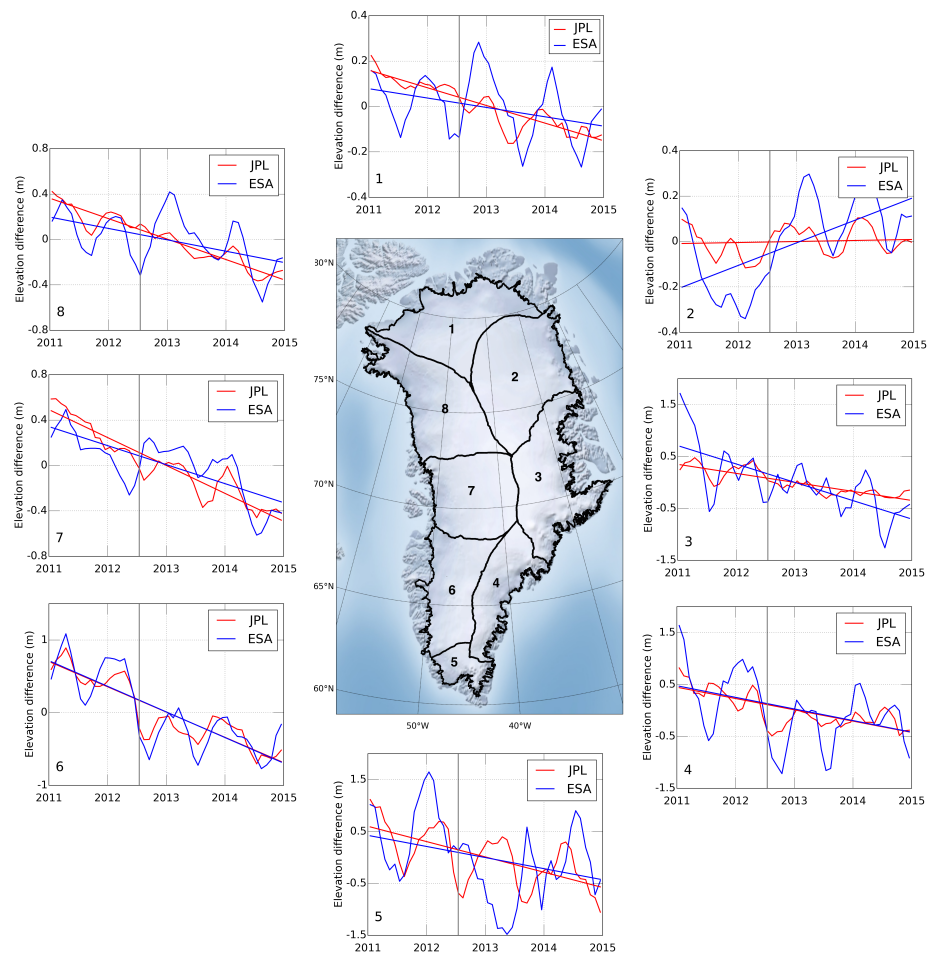 0.4
0.2
0
-0.2
-0.4
Elevation difference (m)
JPL
ESA
1
2011
2012
2013
2014
2015
0.8
0.4
0
-0.4
-0.8
Elevation difference (m)
JPL
ESA
8
2011
2012
2013
2014
2015
0.4
0.2
0
-0.2
-0.4
Elevation difference (m)
JPL
ESA
2
2011
2012
2013
2014
2015
0.8
0.4
0
-0.4
-0.8
Elevation difference (m)
JPL
ESA
7
2011
2012
2013
2014
2015
30°N
75°N
70°N
65°N
60°N
50°W
40°W
1
2
8
3
7
6
4
5
1.5
0.5
-0.5
-1.5
Elevation difference (m)
JPL
ESA
3
2011
2012
2013
2014
2015
1
0
-1
Elevation difference (m)
JPL
ESA
6
2011
2012
2013
2014
2015
1.5
0.5
-0.5
-1.5
Elevation difference (m)
JPL
ESA
4
2011
2012
2013
2014
2015
1.5
0.5
-0.5
-1.5
Elevation difference (m)
JPL
ESA
5
2011
2012
2013
2014
2015